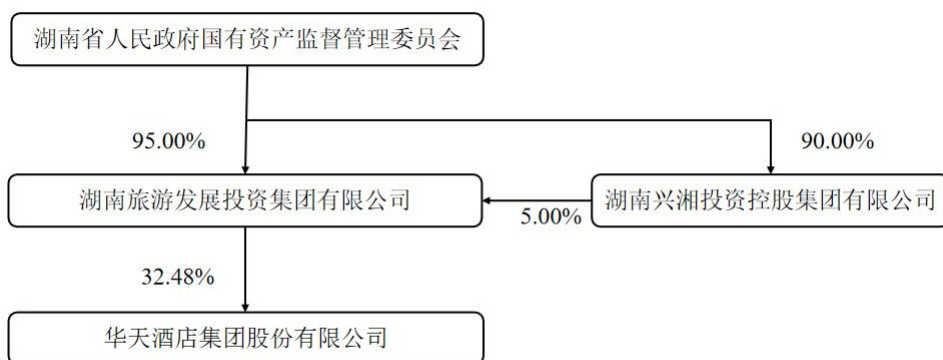 湖南省人民政府国有资产监督管理委员会
95.00%
90.00%
湖南旅游发展投资集团有限公司
5.00%
湖南兴湘投资控股集团有限公司
32.48%
华天酒店集团股份有限公司